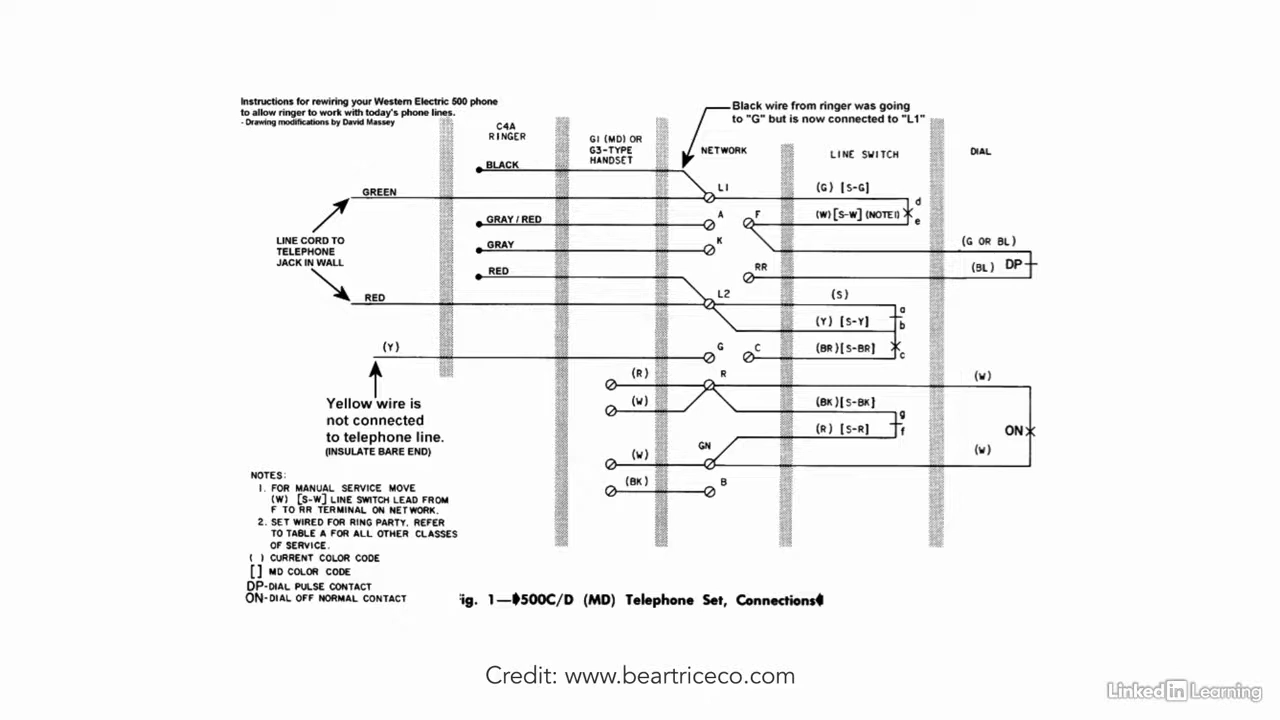 Instructions for rewiring your Western Electric 500 phone
to allow ringer to work with today's phone lines.
- Drawing modifications by David Massey
Black wire from ringer was going
to "G" but is now connected to "L1"
C4A
RINGER
G1 (MD) OR
G3-TYPE
HANDSET
NETWORK
LINE SWITCH
DIAL
BLACK
GREEN
L1
(G) [S-G]
d
GRAY / RED
A
F
(W) [S-W] (NOTE 1)
e
LINE CORD TO
TELEPHONE
JACK IN WALL
GRAY
K
(G OR BL)
RED
RR
(BL)
DP
RED
L2
(S)
a
(Y) [S-Y]
b
(Y)
G
C
(BR) [S-BR]
c
(R)
R
(W)
Yellow wire is
not connected
to telephone line.
(INSULATE BARE END)
(W)
(BK) [S-BK]
g
(R) [S-R]
f
ON
GN
(W)
(W)
(BK)
B
NOTES:
1. FOR MANUAL SERVICE MOVE
(W) [S-W] LINE SWITCH LEAD FROM
F TO RR TERMINAL ON NETWORK.
2. SET WIRED FOR RING PARTY. REFER
TO TABLE A FOR ALL OTHER CLASSES
OF SERVICE.
( ) CURRENT COLOR CODE
[ ] MD COLOR CODE
DP-DIAL PULSE CONTACT
ON-DIAL OFF NORMAL CONTACT
ig. 1—500C/D (MD) Telephone Set, Connections
Credit: www.beartriceco.com
LinkedIn Learning